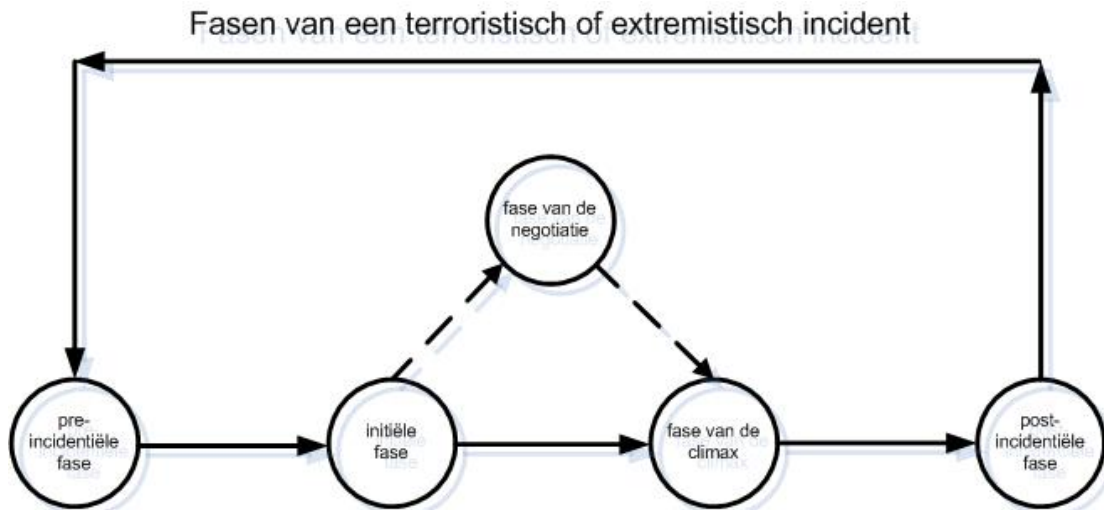 Fasen van een terroristisch of extremistisch incident
fase van de
negotiatie
pre-
incidentiële
fase
initiële
fase
fase van de
climax
post-
incidentiële
fase